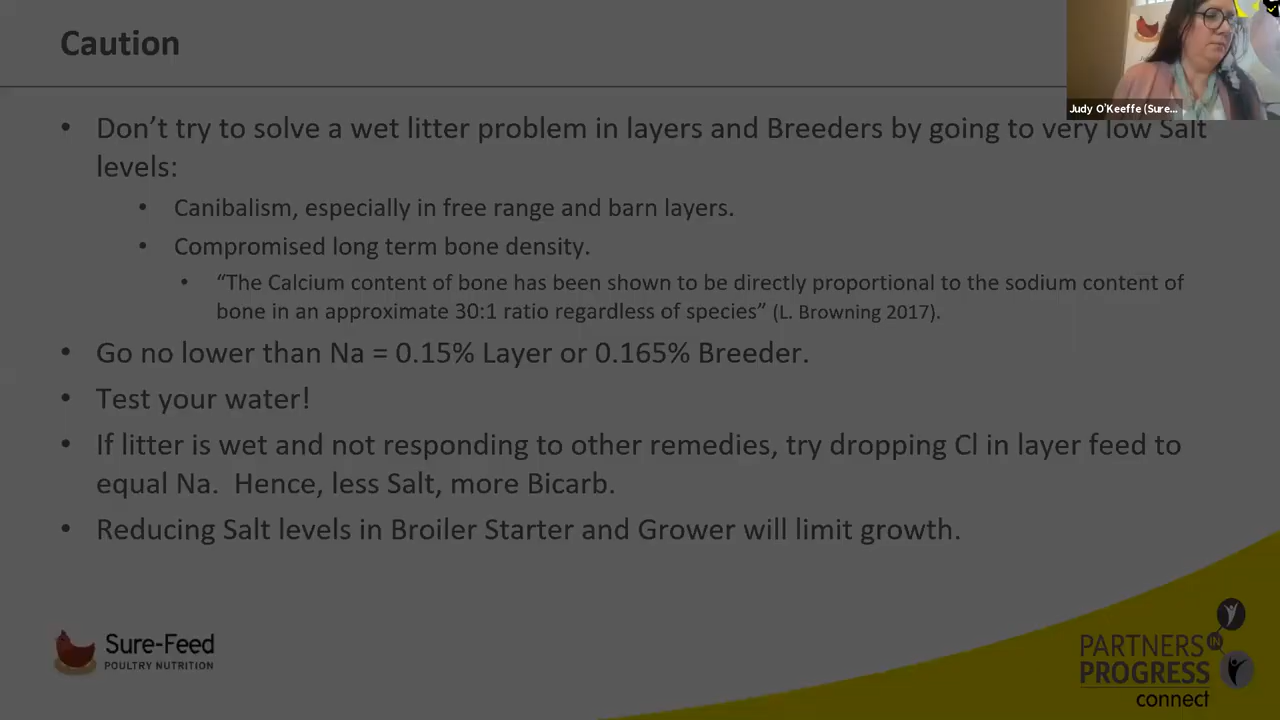 Caution
Judy O'Keeffe (Sure...
• Don't try to solve a wet litter problem in layers and Breeders by going to very low Salt
levels:
• Canibalism, especially in free range and barn layers.
• Compromised long term bone density.
• “The Calcium content of bone has been shown to be directly proportional to the sodium content of
bone in an approximate 30:1 ratio regardless of species” (L. Browning 2017).
• Go no lower than Na = 0.15% Layer or 0.165% Breeder.
• Test your water!
• If litter is wet and not responding to other remedies, try dropping Cl in layer feed to
equal Na.  Hence, less Salt, more Bicarb.
• Reducing Salt levels in Broiler Starter and Grower will limit growth.
Sure-Feed
POULTRY NUTRITION
PARTNERS IN
PROGRESS
connect